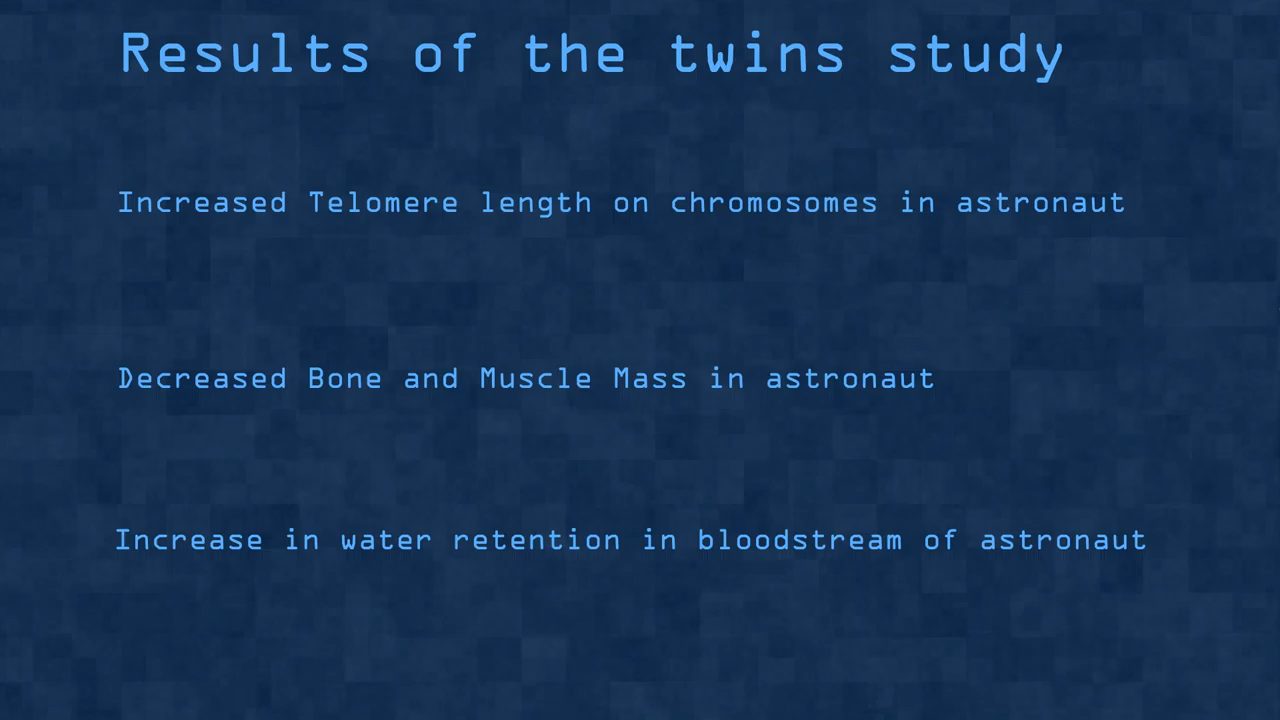 Results of the twins study
Increased Telomere length on chromosomes in astronaut
Decreased Bone and Muscle Mass in astronaut
Increase in water retention in bloodstream of astronaut